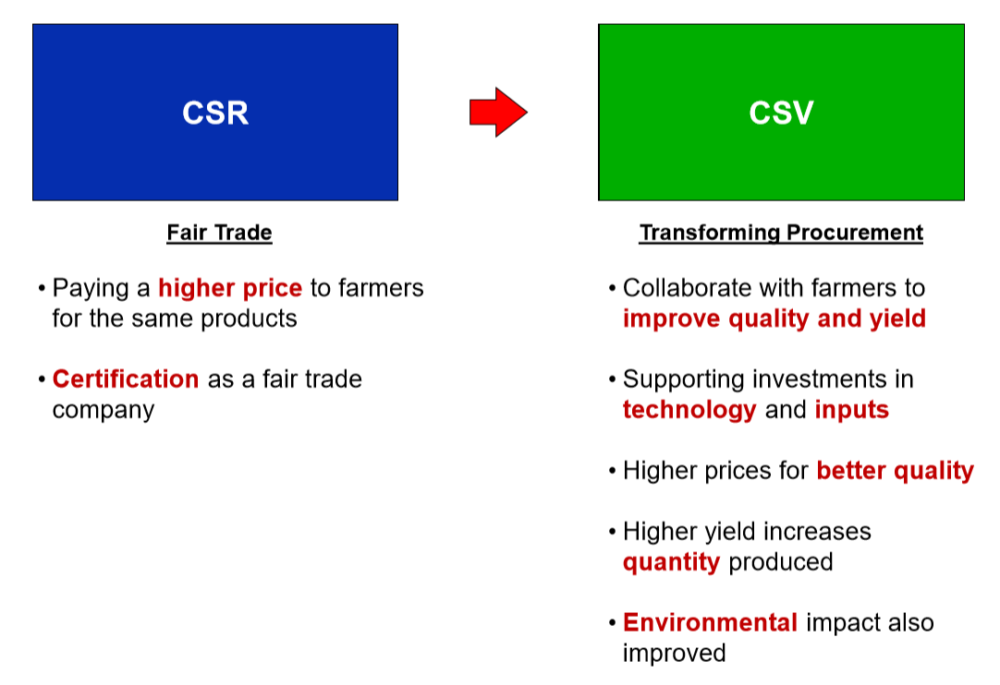 CSR
CSV
Fair Trade
• Paying a higher price to farmers
for the same products
• Certification as a fair trade
company
Transforming Procurement
• Collaborate with farmers to
improve quality and yield
• Supporting investments in
technology and inputs
• Higher prices for better quality
• Higher yield increases
quantity produced
• Environmental impact also
improved